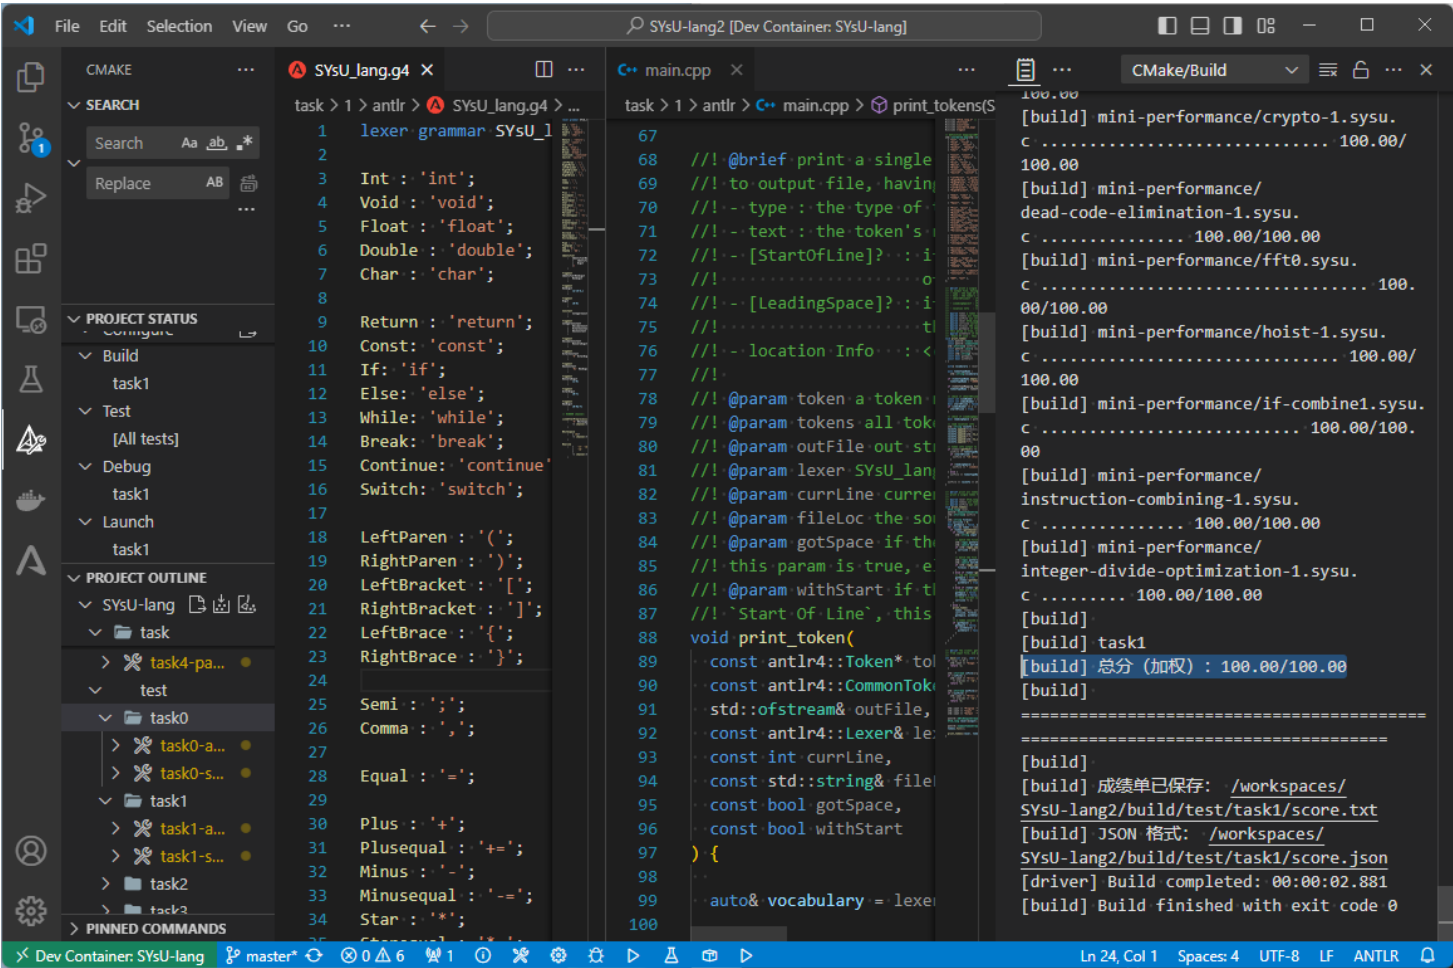 File Edit Selection View Go ··· SYsU-lang2 [Dev Container: SYsU-lang]
CMAKE
SEARCH
Search Aa ab
Replace AB
PROJECT STATUS
Configure
Build
task1
Test
[All tests]
Debug
task1
Launch
task1
PROJECT OUTLINE
SYsU-lang
task
task4-pa...
test
task0
task0-a...
task0-s...
task1
task1-a...
task1-s...
task2
task3
PINNED COMMANDS
SYsU_lang.g4
task > 1 > antlr > SYsU_lang.g4 > ...
1 lexer grammar SYsU_l
2
3 Int : 'int';
4 Void : 'void';
5 Float : 'float';
6 Double : 'double';
7 Char : 'char';
8
9 Return : 'return';
10 Const: 'const';
11 If: 'if';
12 Else: 'else';
13 While: 'while';
14 Break: 'break';
15 Continue: 'continue'
16 Switch: 'switch';
17
18 LeftParen : '(';
19 RightParen : ')';
20 LeftBracket : '[';
21 RightBracket : ']';
22 LeftBrace : '{';
23 RightBrace : '}';
24
25 Semi : ';';
26 Comma : ',';
27
28 Equal : '=';
29
30 Plus : '+';
31 Plusequal : '+=';
32 Minus : '-';
33 Minusequal : '-=';
34 Star : '*';
main.cpp
task > 1 > antlr > main.cpp > print_tokens(S
67
68 //! @brief print a single
69 //! to output file, having
70 //! - type : the type of
71 //! - text : the token's
72 //! - [StartOfLine]? : i
73 //! o
74 //! - [LeadingSpace]? : i
75 //! th
76 //! - location Info : <
77 //!
78 //! @param token a token
79 //! @param tokens all tok
80 //! @param outFile out st
81 //! @param lexer SYsU_lang
82 //! @param currLine curre
83 //! @param fileLoc the so
84 //! @param gotSpace if the
85 //! this param is true, e
86 //! @param withStart if t
87 //! `Start Of Line`, this
88 void print_token(
89 const antlr4::Token* to
90 const antlr4::CommonTok
91 std::ofstream& outFile,
92 const antlr4::Lexer& le
93 const int currLine,
94 const std::string& file
95 const bool gotSpace,
96 const bool withStart
97 ) {
98
99 auto& vocabulary = lexer
100
CMake/Build
100.00
[build] mini-performance/crypto-1.sysu.
c .............................. 100.00/
100.00
[build] mini-performance/
dead-code-elimination-1.sysu.
c ............... 100.00/100.00
[build] mini-performance/fft0.sysu.
c .................................. 100.
00/100.00
[build] mini-performance/hoist-1.sysu.
c ............................... 100.00/
100.00
[build] mini-performance/if-combine1.sysu.
c ........................... 100.00/100.
00
[build] mini-performance/
instruction-combining-1.sysu.
c ............... 100.00/100.00
[build] mini-performance/
integer-divide-optimization-1.sysu.
c ......... 100.00/100.00
[build]
[build] task1
[build] 总分（加权）: 100.00/100.00
[build]
==========================================
======================================
[build]
[build] 成绩单已保存: /workspaces/
SYsU-lang2/build/test/task1/score.txt
[build] JSON 格式: /workspaces/
SYsU-lang2/build/test/task1/score.json
[driver] Build completed: 00:00:02.881
[build] Build finished with exit code 0
Dev Container: SYsU-lang master* 0 6 1 Ln 24, Col 1 Spaces: 4 UTF-8 LF ANTLR